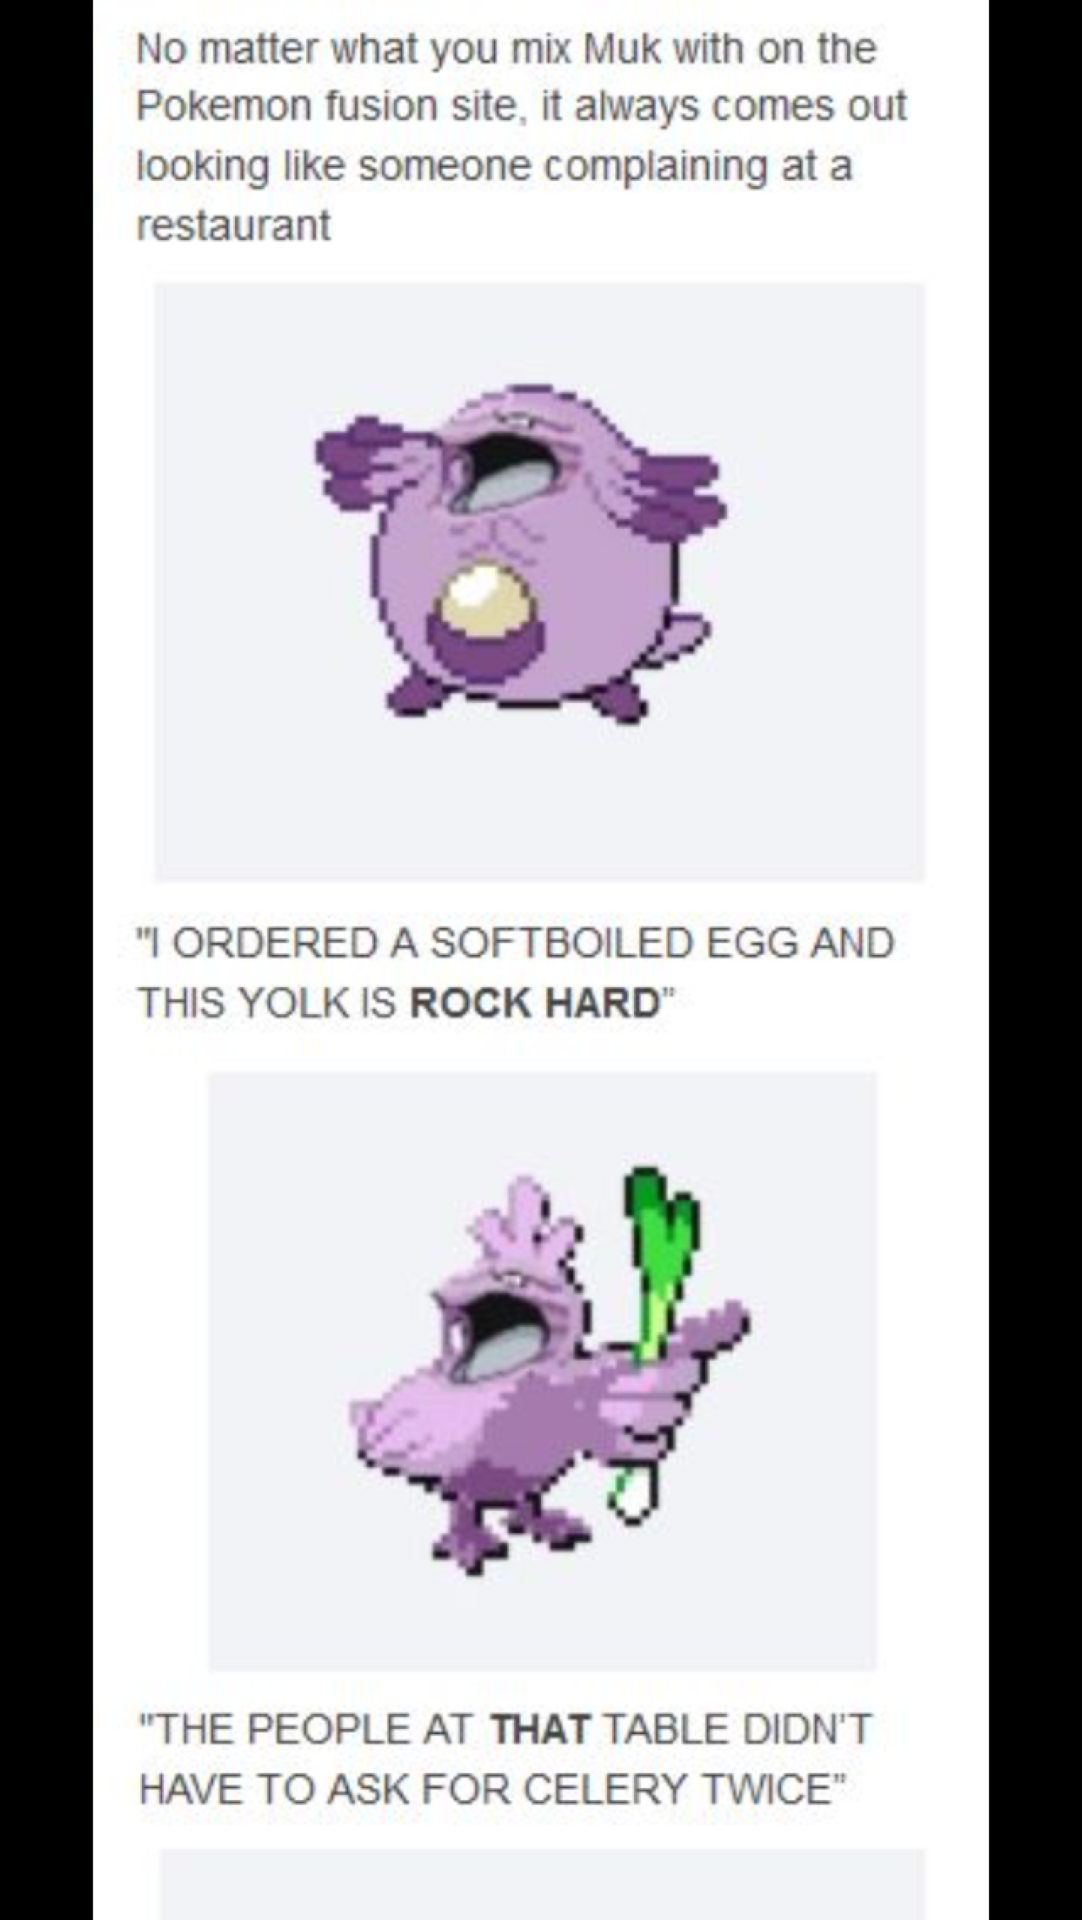 No matter what you mix Muk with on the
Pokemon fusion site, it always comes out
looking like someone complaining at a
restaurant
"I ORDERED A SOFTBOILED EGG AND
THIS YOLK IS ROCK HARD”
"THE PEOPLE AT THAT TABLE DIDN'T
HAVE TO ASK FOR CELERY TWICE”